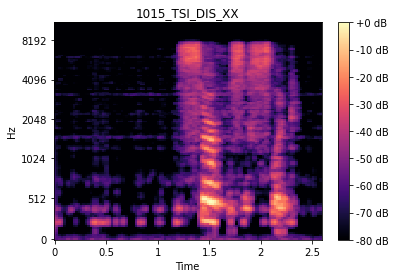 1015_TSI_DIS_XX
+0 dB
8192
-10 dB
4096
-20 dB
-30 dB
2048
Hz
-40 dB
1024
-50 dB
512
-60 dB
-70 dB
0
-80 dB
0 0.5 1 1.5 2 2.5
Time